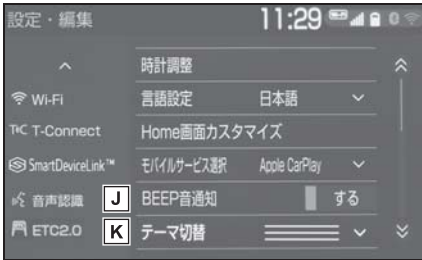 設定・編集 11:29
時計調整
Wi-Fi 言語設定 日本語
T-Connect Home画面カスタマイズ
SmartDeviceLink™ モバイルサービス選択 Apple CarPlay
音声認識 J BEEP音通知 する
ETC2.0 K テーマ切替